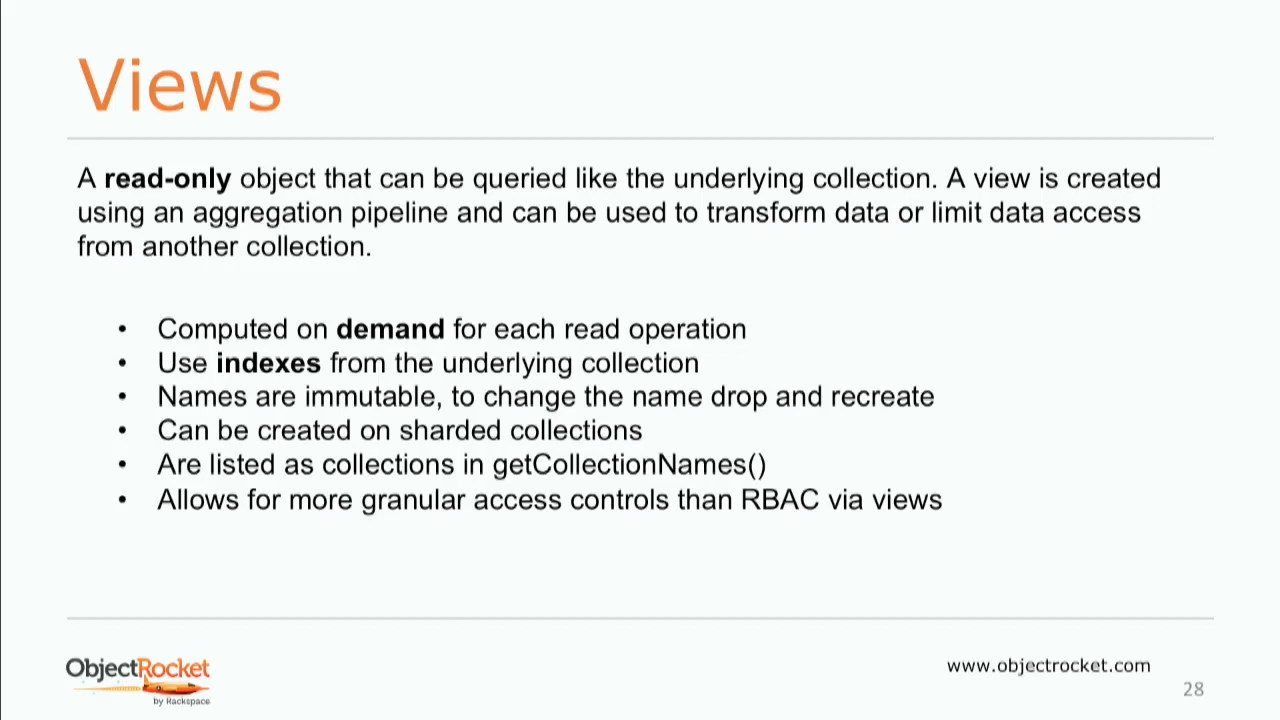 Views
A read-only object that can be queried like the underlying collection. A view is created
using an aggregation pipeline and can be used to transform data or limit data access
from another collection.
• Computed on demand for each read operation
• Use indexes from the underlying collection
• Names are immutable, to change the name drop and recreate
• Can be created on sharded collections
• Are listed as collections in getCollectionNames()
• Allows for more granular access controls than RBAC via views
ObjectRocket
by Rackspace
www.objectrocket.com
28